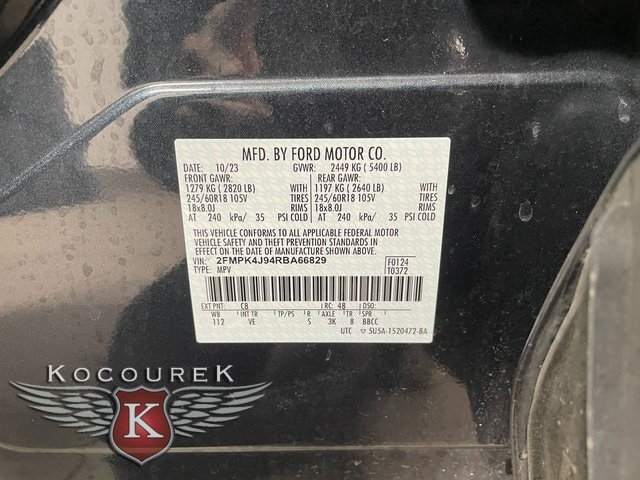 MFD. BY FORD MOTOR CO.
DATE: 10/23 GVWR: 2449 KG ( 5400 LB)
FRONT GAWR: REAR GAWR:
1279 KG ( 2820 LB) WITH 1197 KG ( 2640 LB) WITH
245/60R18 105V TIRES 245/60R18 105V TIRES
18x8.0J RIMS 18x8.0J RIMS
AT 240 kPa/ 35 PSI COLD AT 240 kPa/ 35 PSI COLD
THIS VEHICLE CONFORMS TO ALL APPLICABLE FEDERAL MOTOR
VEHICLE SAFETY AND THEFT PREVENTION STANDARDS IN EFFECT
ON THE DATE OF MANUFACTURE SHOWN ABOVE.
VIN: 2FMPK4J94RBA66829 F0124
TYPE: MPV T0372
EXT PNT: CB RC: 48 DSO:
WB INT TR TP/PS R AXLE TR SPR
112 VE S 3K 8 BBCC
UTC ▽ 5U5A-1520472-BA
KOCOUREK
K